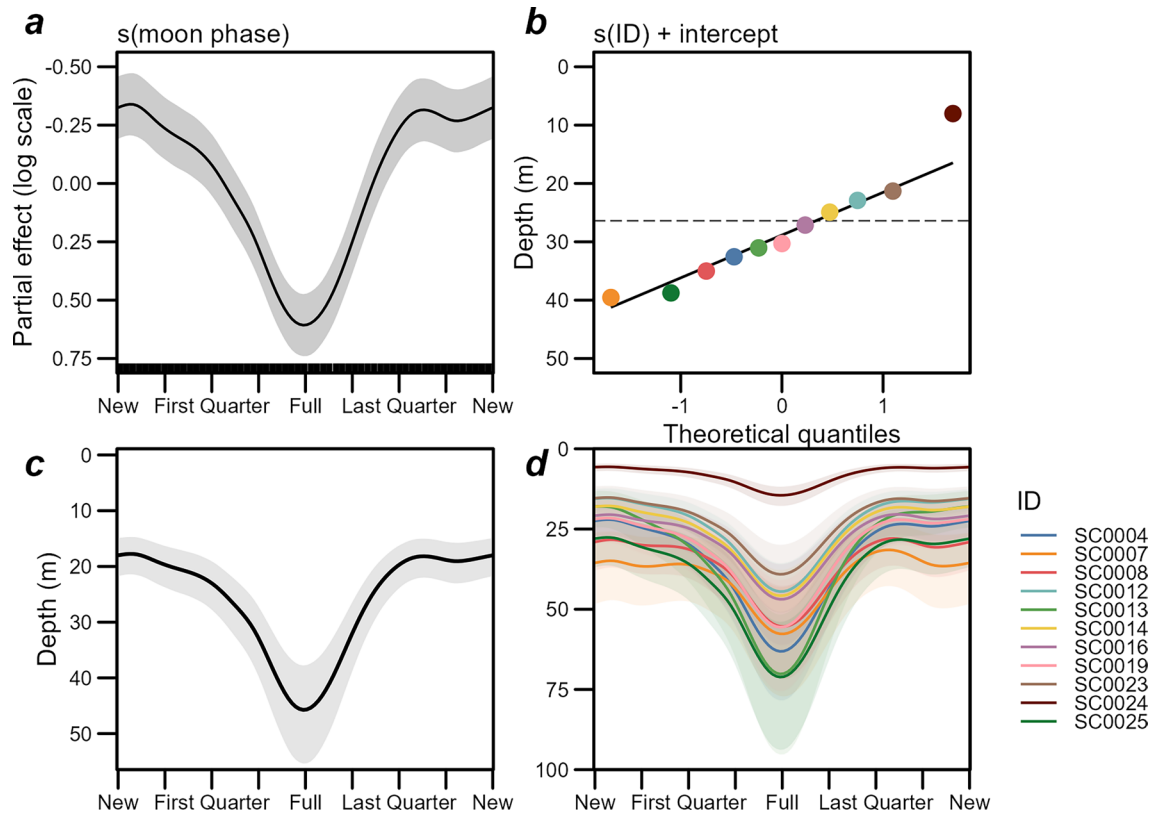 a
s(moon phase)
Partial effect (log scale)
-0.50
-0.25
0.00
0.25
0.50
0.75
New First Quarter Full Last Quarter New
b
s(ID) + intercept
Depth (m)
0
10
20
30
40
50
-1 0 1
Theoretical quantiles
c
Depth (m)
0
10
20
30
40
50
New First Quarter Full Last Quarter New
d
0
25
50
75
100
New First Quarter Full Last Quarter New
ID
SC0004
SC0007
SC0008
SC0012
SC0013
SC0014
SC0016
SC0019
SC0023
SC0024
SC0025